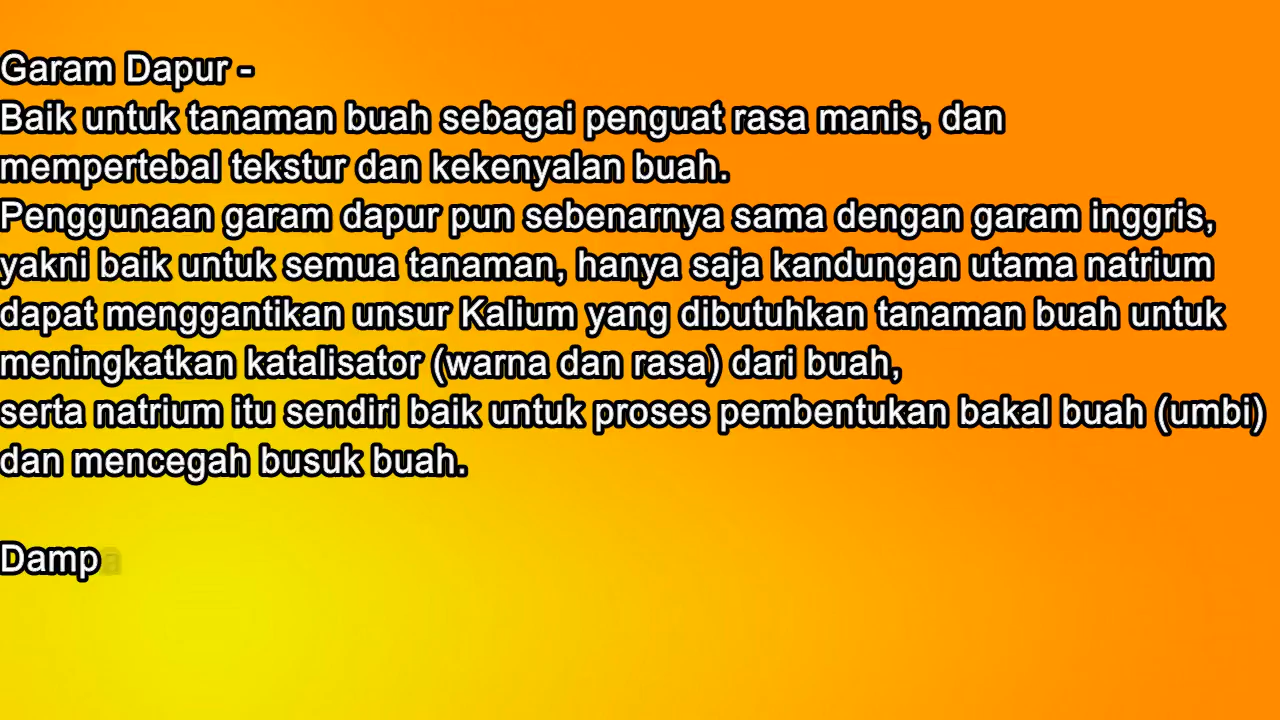 Garam Dapur -
Baik untuk tanaman buah sebagai penguat rasa manis, dan
mempertebal tekstur dan kekenyalan buah.
Penggunaan garam dapur pun sebenarnya sama dengan garam inggris,
yakni baik untuk semua tanaman, hanya saja kandungan utama natrium
dapat menggantikan unsur Kalium yang dibutuhkan tanaman buah untuk
meningkatkan katalisator (warna dan rasa) dari buah,
serta natrium itu sendiri baik untuk proses pembentukan bakal buah (umbi)
dan mencegah busuk buah.
Dampa